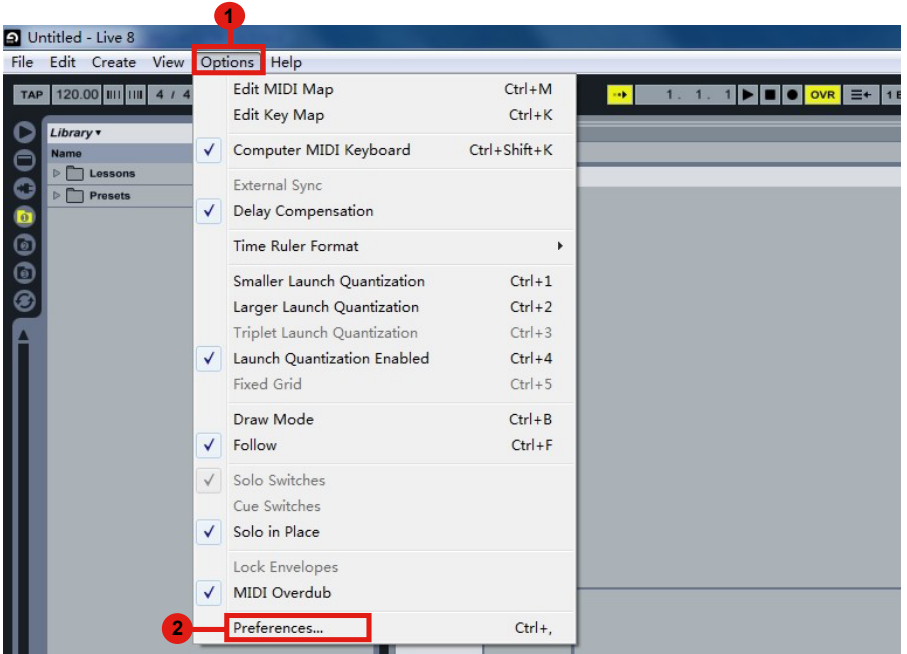 1
Untitled - Live 8
File Edit Create View Options Help
TAP 120.00 4 / 4 1. 1. 1 OVR
Library
Name
Lessons
Presets
Edit MIDI Map Ctrl+M
Edit Key Map Ctrl+K
Computer MIDI Keyboard Ctrl+Shift+K
External Sync
Delay Compensation
Time Ruler Format
Smaller Launch Quantization Ctrl+1
Larger Launch Quantization Ctrl+2
Triplet Launch Quantization Ctrl+3
Launch Quantization Enabled Ctrl+4
Fixed Grid Ctrl+5
Draw Mode Ctrl+B
Follow Ctrl+F
Solo Switches
Cue Switches
Solo in Place
Lock Envelopes
MIDI Overdub
2 Preferences... Ctrl+,